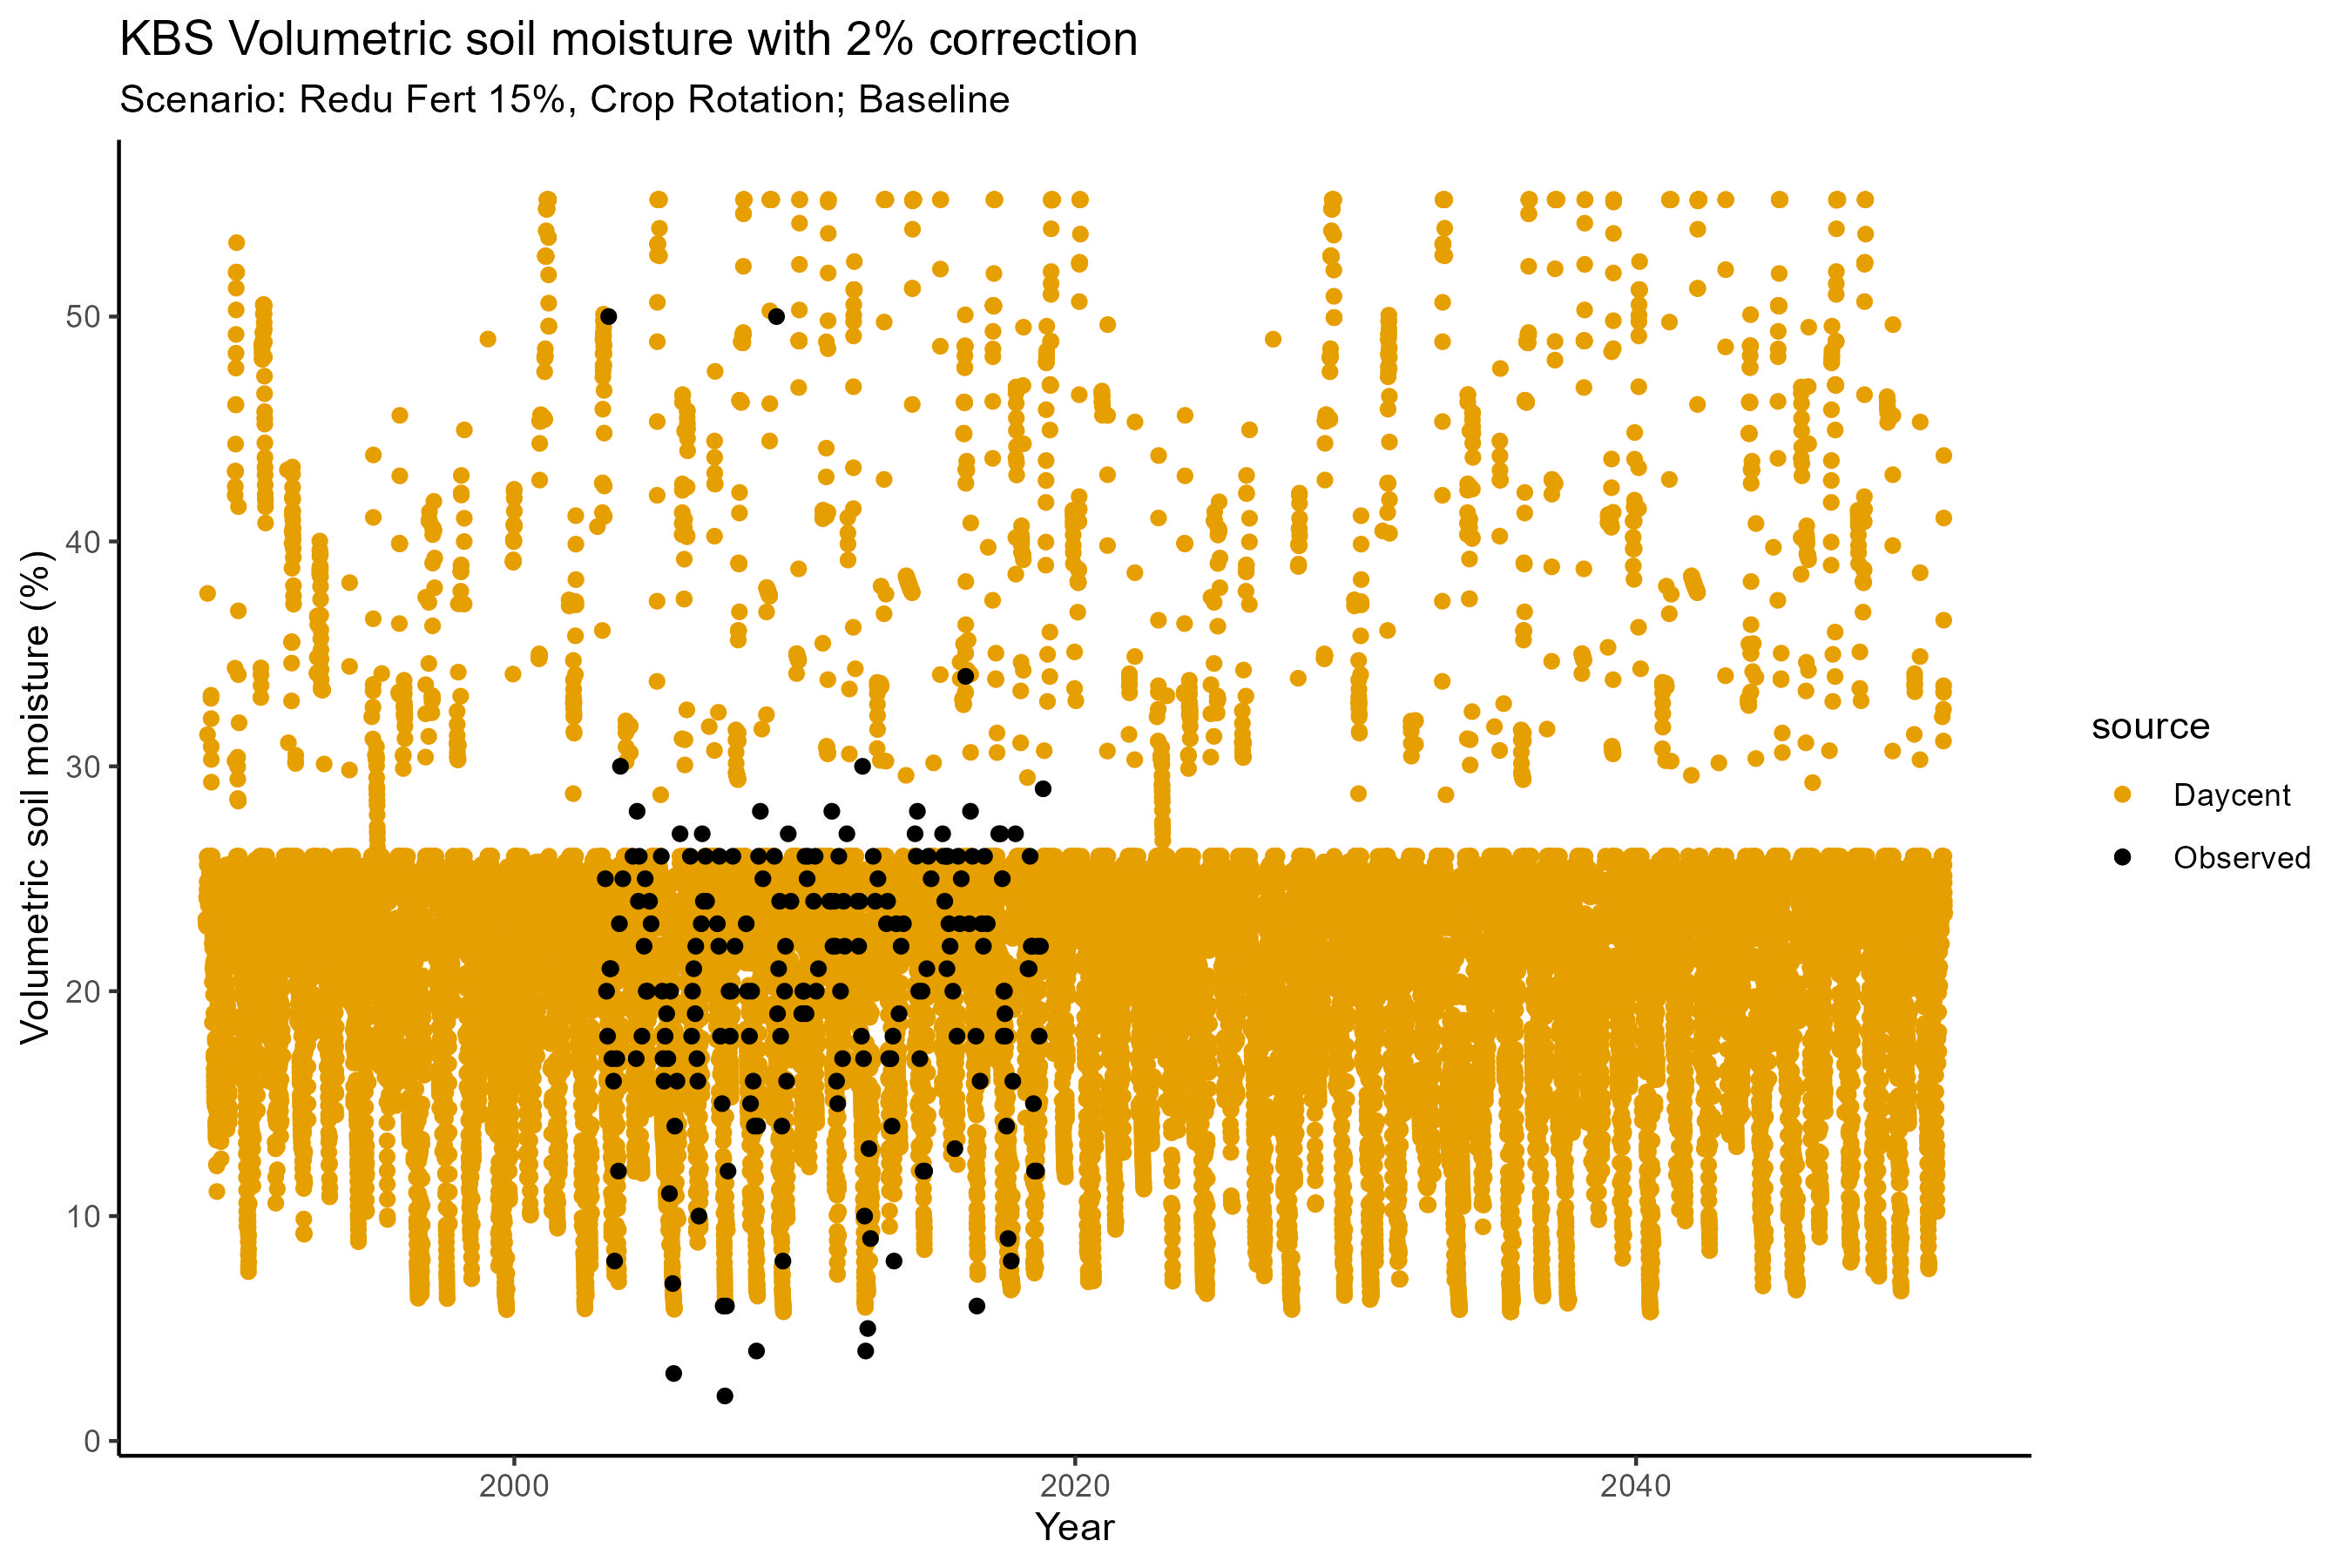 KBS Volumetric soil moisture with 2% correction
Scenario: Redu Fert 15%, Crop Rotation; Baseline
Volumetric soil moisture (%)
50
40
30
20
10
0
2000
2020
2040
Year
source
Daycent
Observed